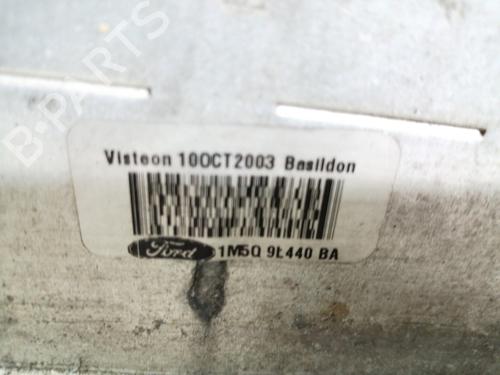 B-PARTS
Visteon 10OCT2003 Basildon
Ford 1M5Q 9L440 BA